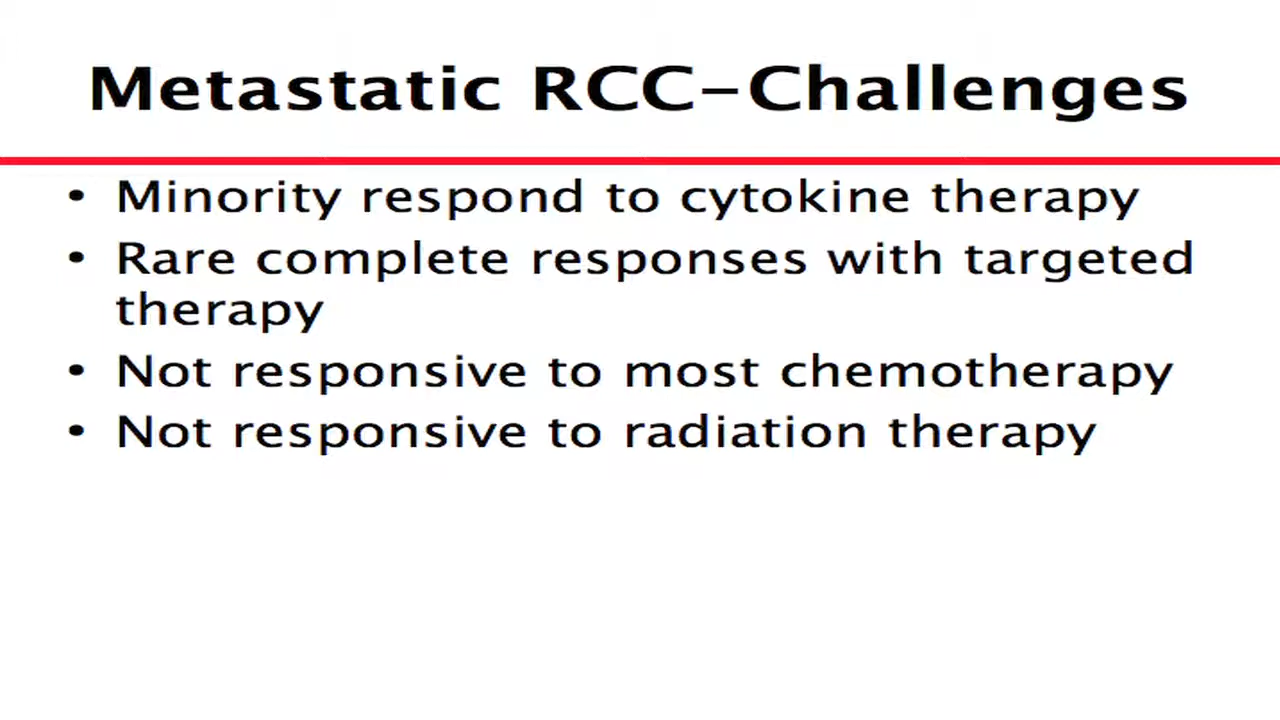 Metastatic RCC–Challenges
• Minority respond to cytokine therapy
• Rare complete responses with targeted
therapy
• Not responsive to most chemotherapy
• Not responsive to radiation therapy